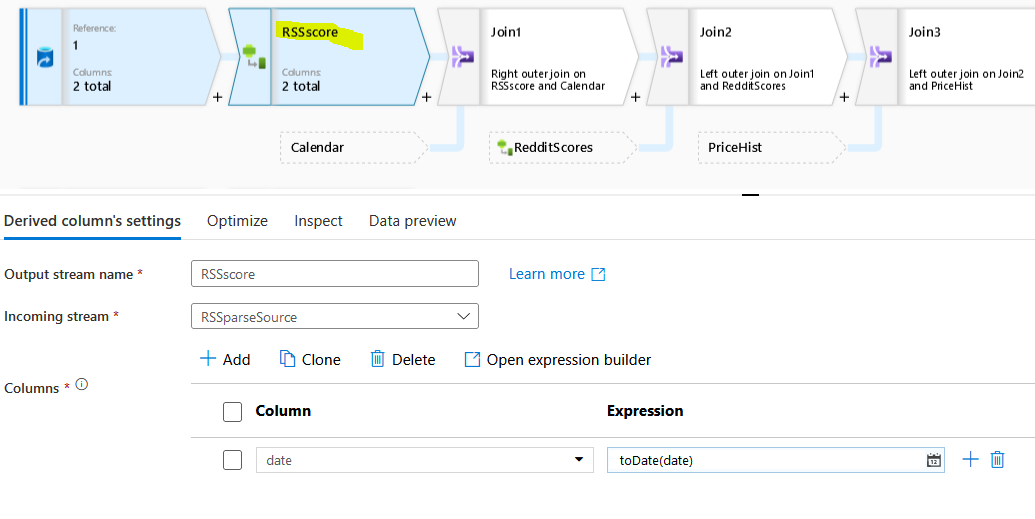 Reference:
1
Columns:
2 total
RSSscore
Columns:
2 total
Join1
Right outer join on
RSSscore and Calendar
Join2
Left outer join on Join1
and RedditScores
Join3
Left outer join on Join2
and PriceHist
+
+
+
+
Calendar
RedditScores
PriceHist
Derived column's settings
Optimize
Inspect
Data preview
Output stream name *
RSSscore
Learn more
Incoming stream *
RSSparseSource
Add
Clone
Delete
Open expression builder
Columns *
Column
Expression
date
toDate(date)
12